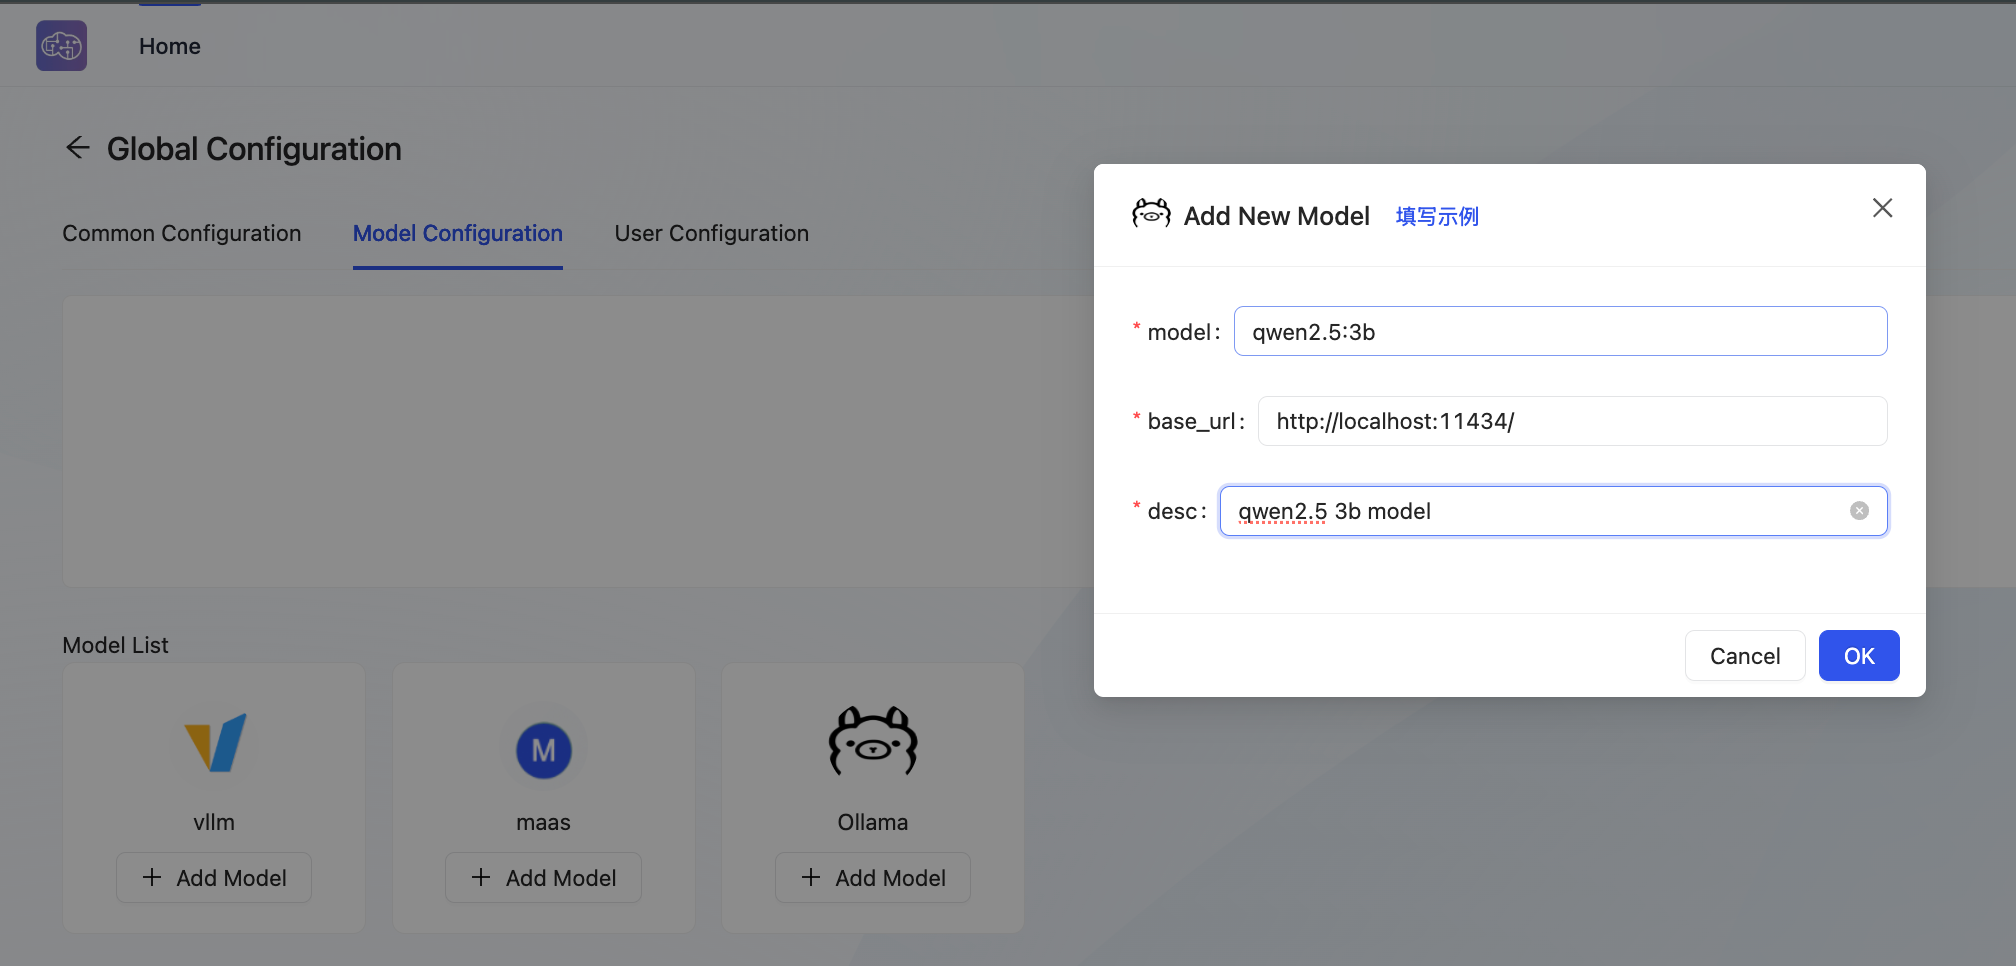 Home
Global Configuration
Common Configuration Model Configuration User Configuration
Add New Model 填写示例
* model: qwen2.5:3b
* base_url: http://localhost:11434/
* desc: qwen2.5 3b model
Cancel OK
Model List
M
vllm maas Ollama
+ Add Model + Add Model + Add Model